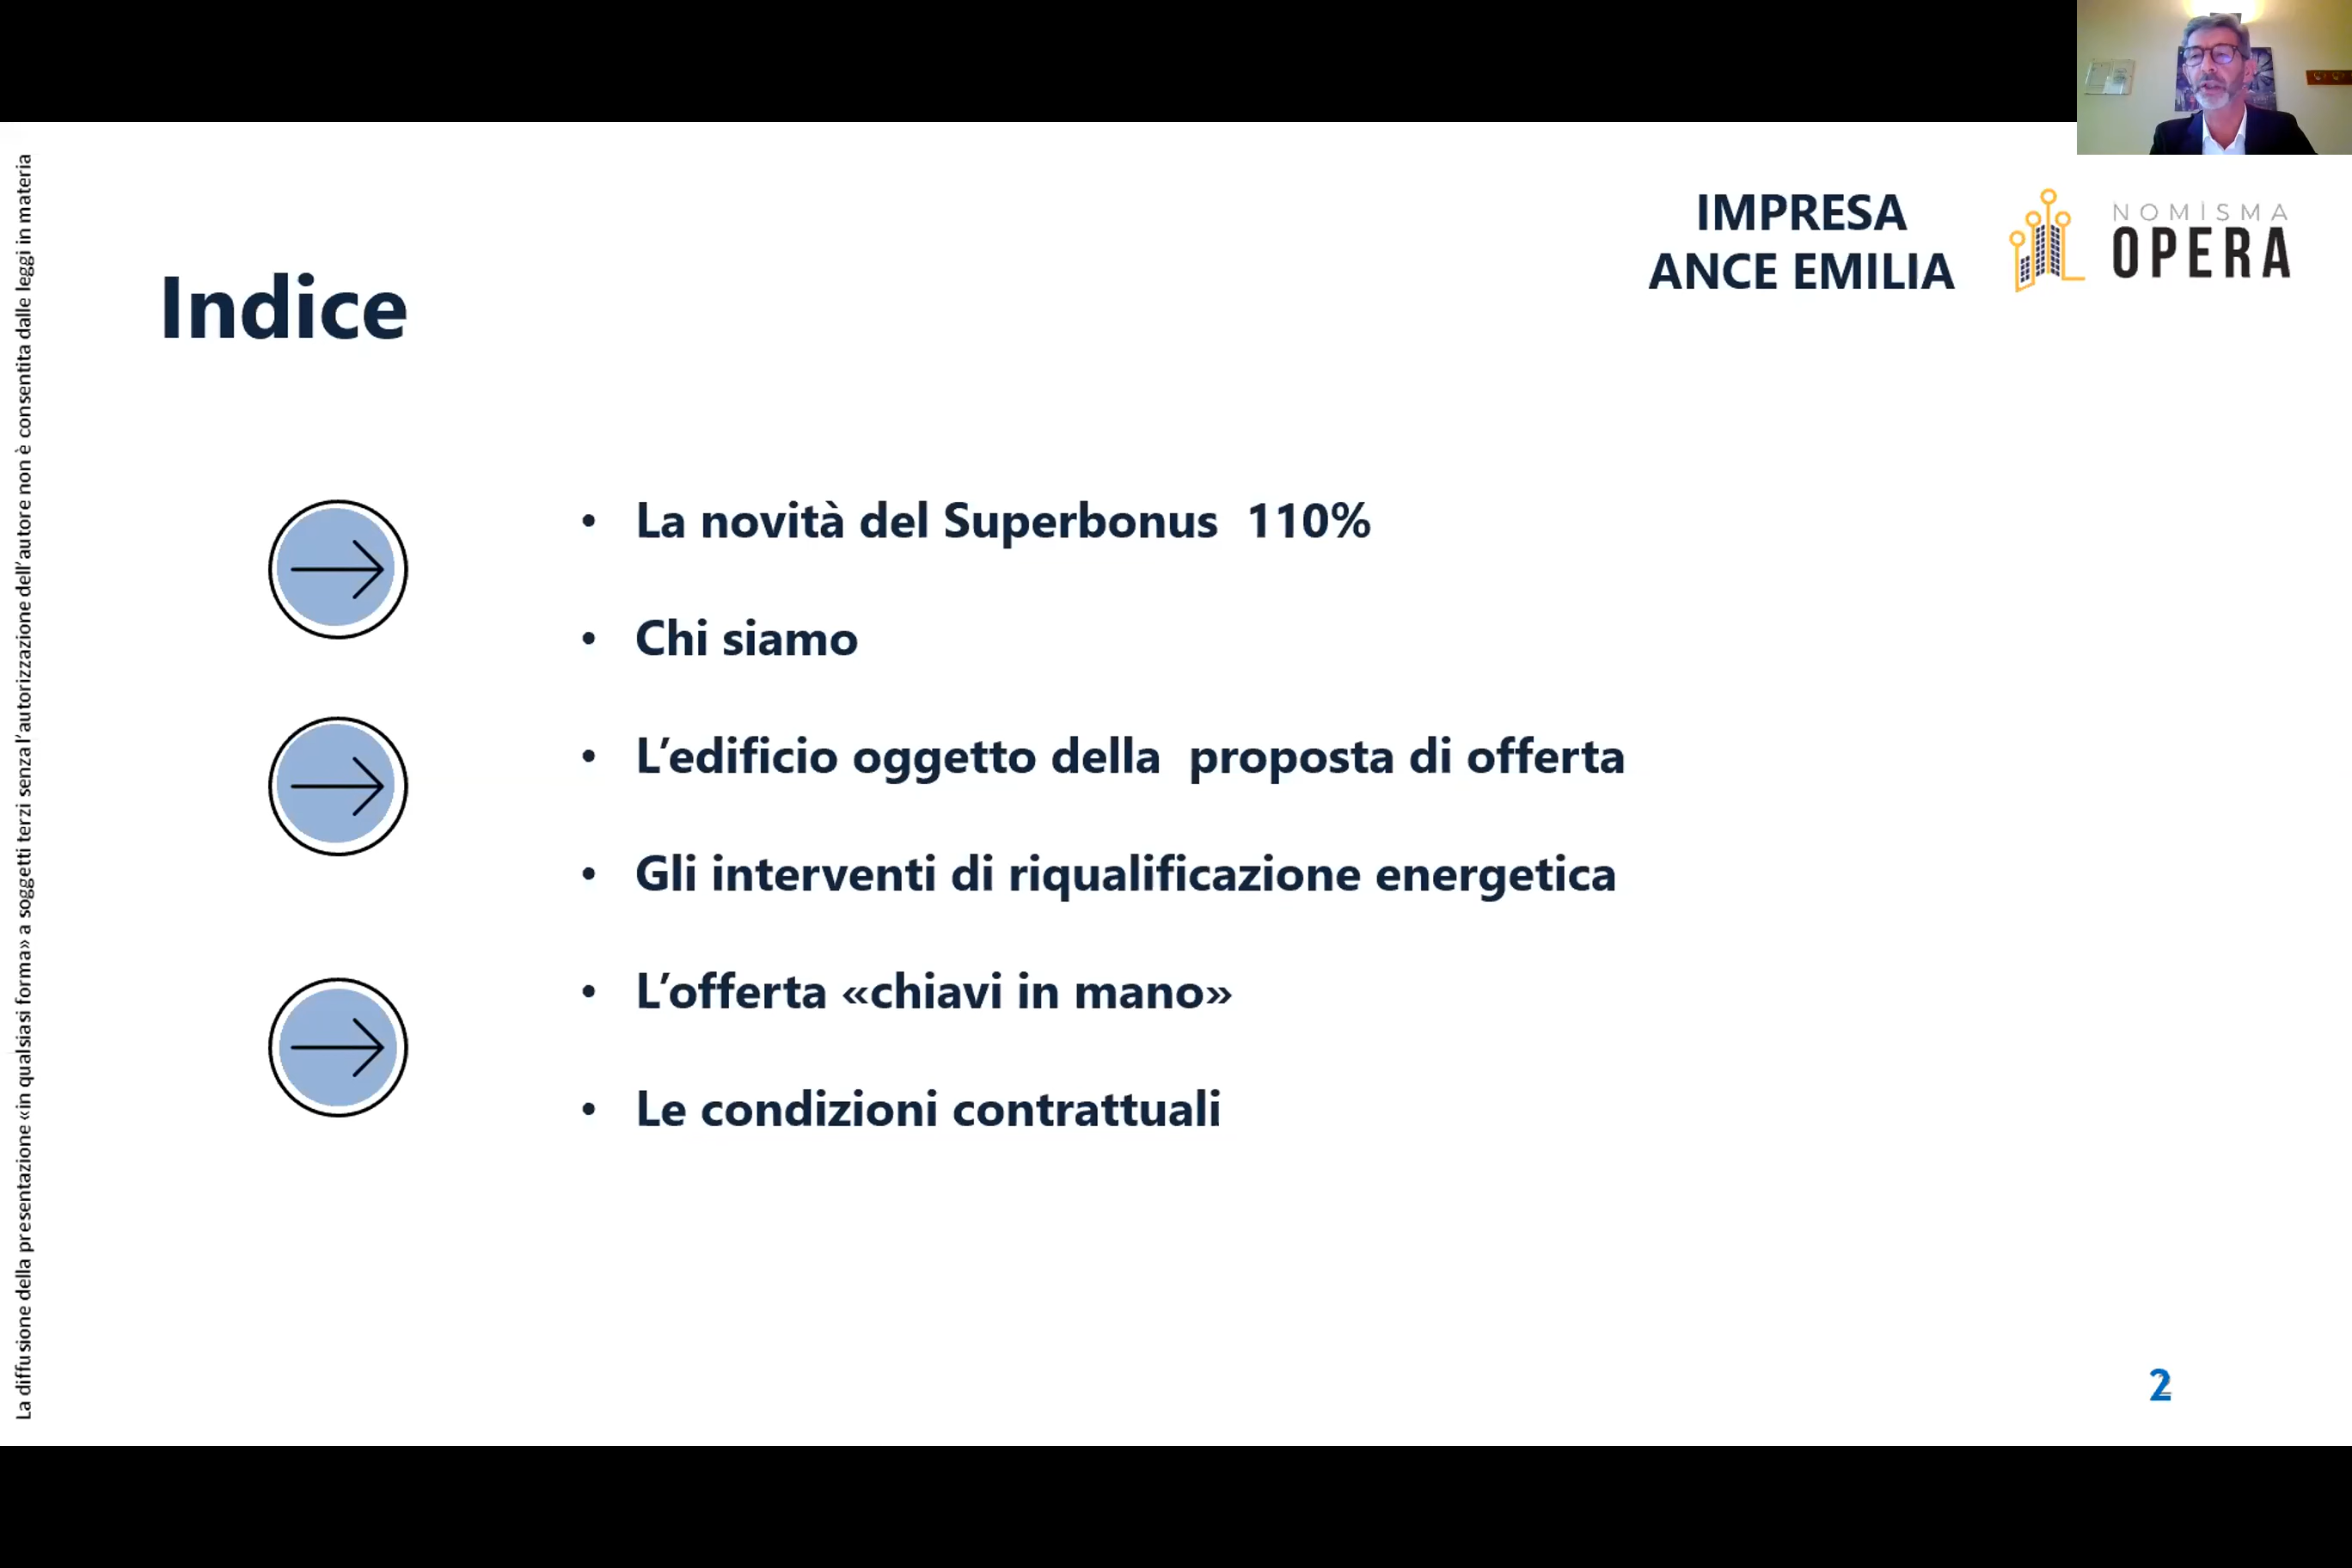 IMPRESA
ANCE EMILIA
NOMISMA
OPERA
Indice
• La novità del Superbonus  110%
• Chi siamo
• L’edificio oggetto della  proposta di offerta
• Gli interventi di riqualificazione energetica
• L’offerta «chiavi in mano»
• Le condizioni contrattuali
La diffusione della presentazione «in qualsiasi forma» a soggetti terzi senza l’autorizzazione dell’autore non è consentita dalle leggi in materia
2